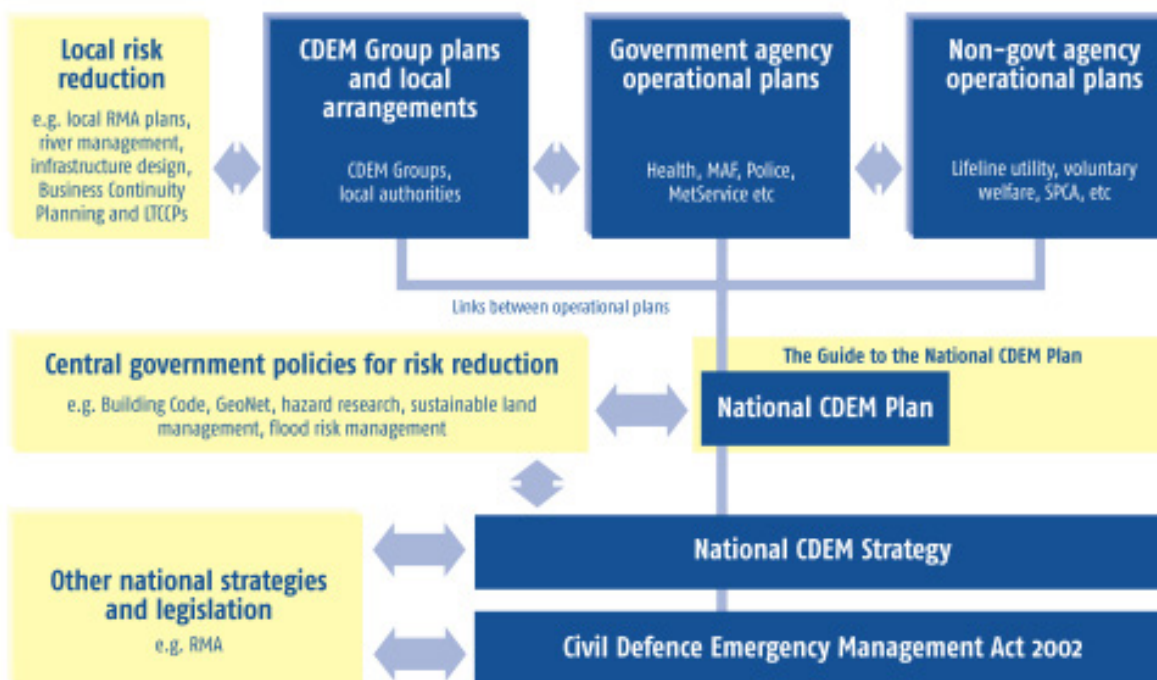 Local risk
reduction
e.g. local RMA plans,
river management,
infrastructure design,
Business Continuity
Planning and LTCCPs
CDEM Group plans
and local
arrangements
CDEM Groups,
local authorities
Government agency
operational plans
Health, MAF, Police,
MetService etc
Non-govt agency
operational plans
Lifeline utility, voluntary
welfare, SPCA, etc
Links between operational plans
Central government policies for risk reduction
e.g. Building Code, GeoNet, hazard research, sustainable land
management, flood risk management
The Guide to the National CDEM Plan
National CDEM Plan
Other national strategies
and legislation
e.g. RMA
National CDEM Strategy
Civil Defence Emergency Management Act 2002